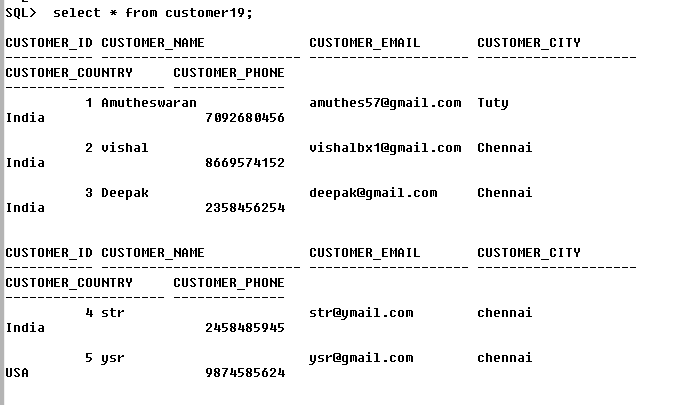 SQL> select * from customer19;
CUSTOMER_ID CUSTOMER_NAME CUSTOMER_EMAIL CUSTOMER_CITY
----------- ------------------------- -------------------- --------------------
CUSTOMER_COUNTRY CUSTOMER_PHONE
-------------------- --------------
1 Amutheswaran amuthes57@gmail.com Tuty
India 7092680456
2 vishal vishalbx1@gmail.com Chennai
India 8669574152
3 Deepak deepak@gmail.com Chennai
India 2358456254
CUSTOMER_ID CUSTOMER_NAME CUSTOMER_EMAIL CUSTOMER_CITY
----------- ------------------------- -------------------- --------------------
CUSTOMER_COUNTRY CUSTOMER_PHONE
-------------------- --------------
4 str str@ymail.com chennai
India 2458485945
5 ysr ysr@gmail.com chennai
USA 9874585624